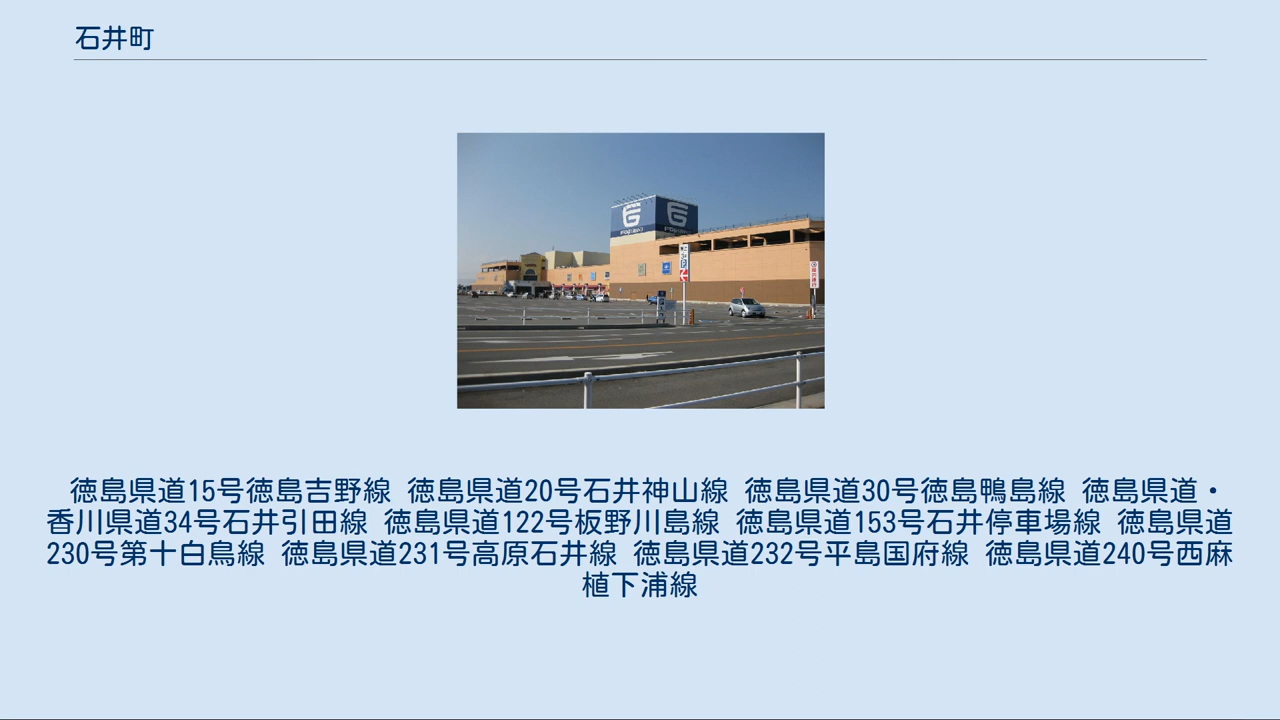 石井町
徳島県道15号徳島吉野線 徳島県道20号石井神山線 徳島県道30号徳島鴨島線 徳島県道・
香川県道34号石井引田線 徳島県道122号板野川島線 徳島県道153号石井停車場線 徳島県道
230号第十白鳥線 徳島県道231号高原石井線 徳島県道232号平島国府線 徳島県道240号西麻
植下浦線